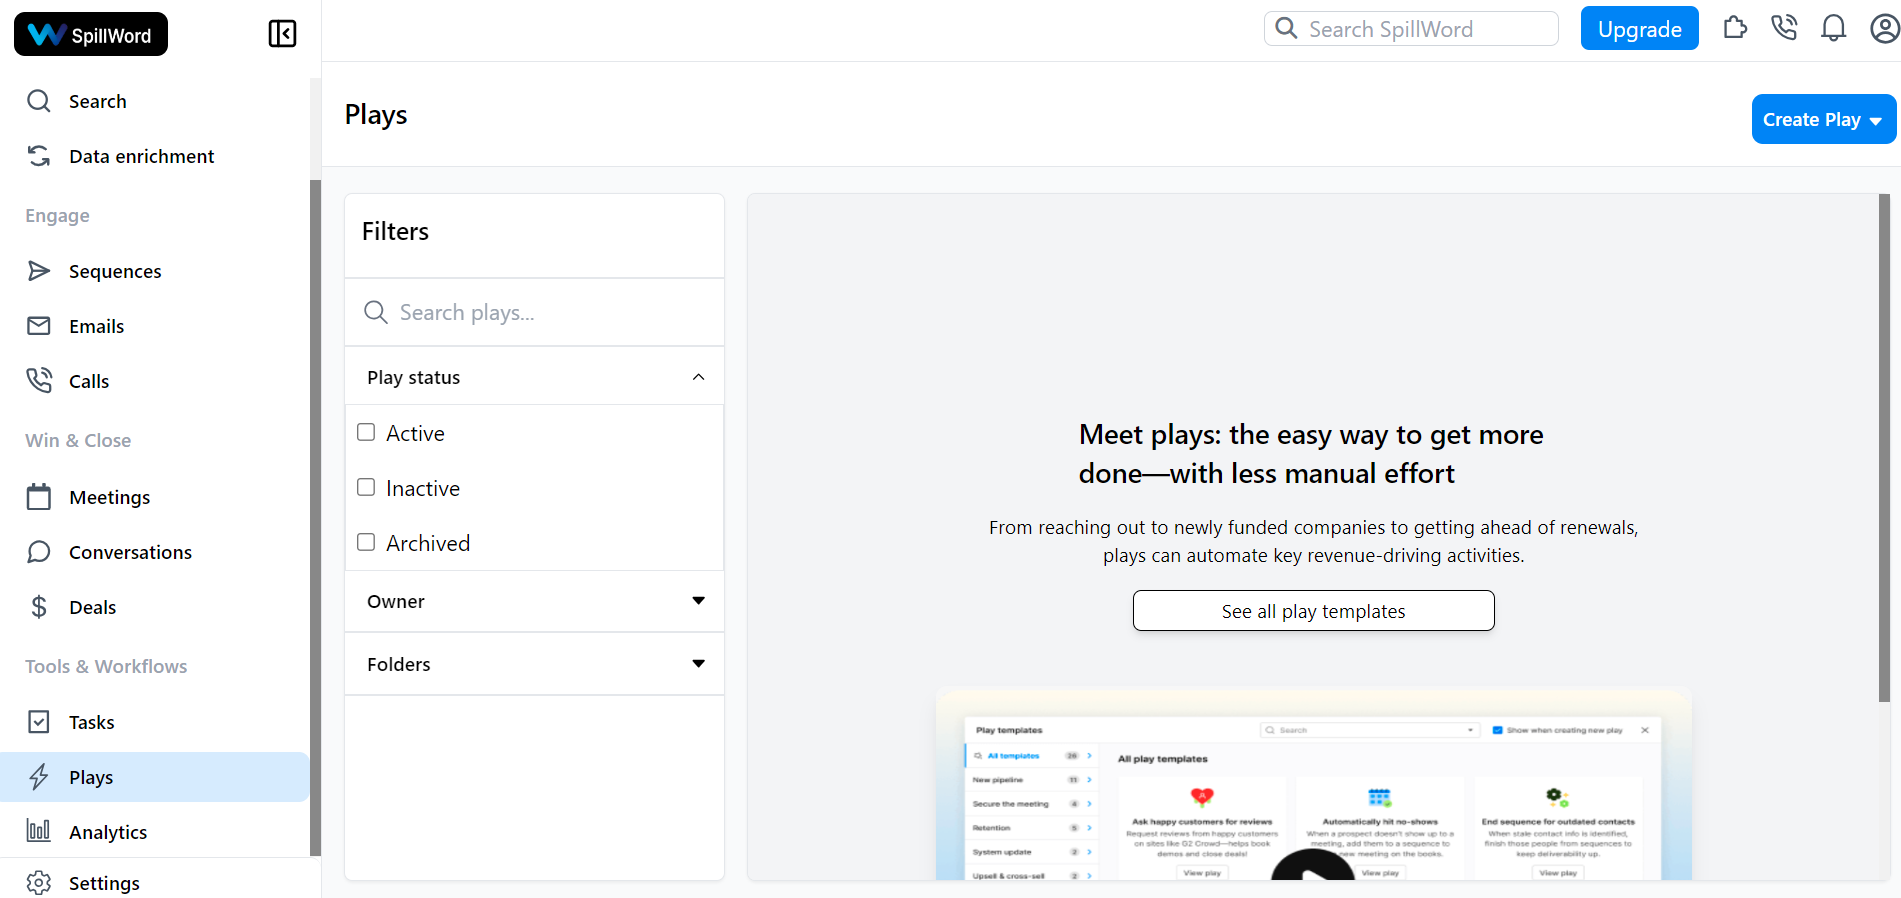 SpillWord
Search
Data enrichment
Engage
Sequences
Emails
Calls
Win & Close
Meetings
Conversations
Deals
Tools & Workflows
Tasks
Plays
Analytics
Settings
Search SpillWord
Upgrade
Plays
Create Play
Filters
Search plays...
Play status
Active
Inactive
Archived
Owner
Folders
Meet plays: the easy way to get more
done—with less manual effort
From reaching out to newly funded companies to getting ahead of renewals,
plays can automate key revenue-driving activities.
See all play templates
Play templates
Search
Show when creating new play
All templates 26
New pipeline 11
Secure the meeting 4
Retention 5
System update 2
Upsell & cross-sell 2
All play templates
Ask happy customers for reviews
Request reviews from happy customers
on sites like G2 Crowd—helps book
demos and close deals!
View play
Automatically hit no-shows
When a prospect doesn't show up to a
meeting, add them to a sequence to
new meeting on the books.
View play
End sequence for outdated contacts
When stale contact info is identified,
finish those people from sequences to
keep deliverability up.
View play